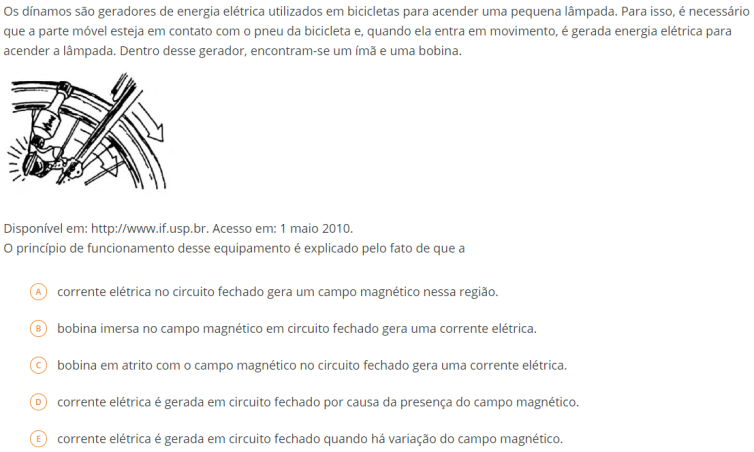 Os dínamos são geradores de energia elétrica utilizados em bicicletas para acender uma pequena lâmpada. Para isso, é necessário
que a parte móvel esteja em contato com o pneu da bicicleta e, quando ela entra em movimento, é gerada energia elétrica para
acender a lâmpada. Dentro desse gerador, encontram-se um ímã e uma bobina.
Disponível em: http://www.if.usp.br. Acesso em: 1 maio 2010.
O princípio de funcionamento desse equipamento é explicado pelo fato de que a
A corrente elétrica no circuito fechado gera um campo magnético nessa região.
B bobina imersa no campo magnético em circuito fechado gera uma corrente elétrica.
C bobina em atrito com o campo magnético no circuito fechado gera uma corrente elétrica.
D corrente elétrica é gerada em circuito fechado por causa da presença do campo magnético.
E corrente elétrica é gerada em circuito fechado quando há variação do campo magnético.